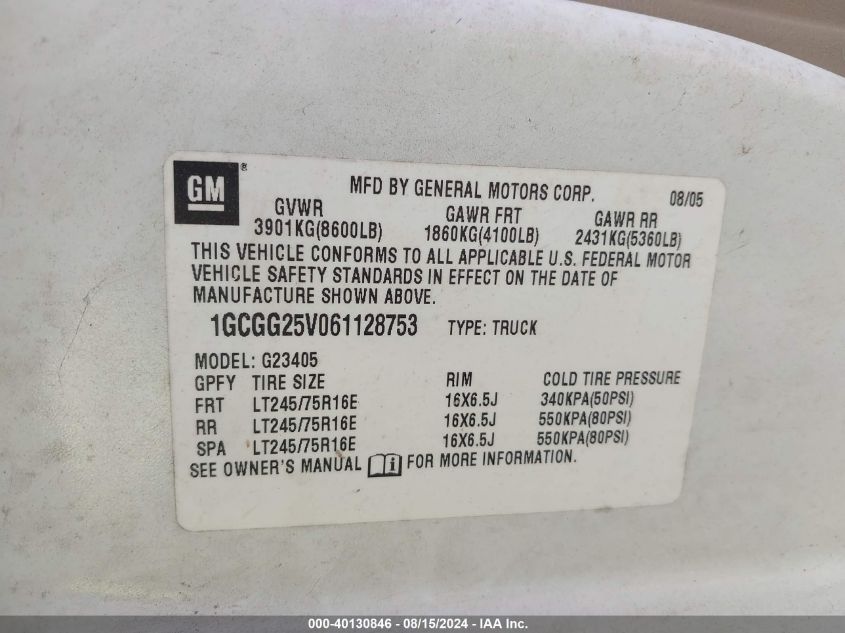 GM®
MFD BY GENERAL MOTORS CORP. 08/05
GVWR GAWR FRT GAWR RR
3901KG(8600LB) 1860KG(4100LB) 2431KG(5360LB)
THIS VEHICLE CONFORMS TO ALL APPLICABLE U.S. FEDERAL MOTOR
VEHICLE SAFETY STANDARDS IN EFFECT ON THE DATE OF
MANUFACTURE SHOWN ABOVE.
1GCGG25V061128753 TYPE: TRUCK
MODEL: G23405
GPFY TIRE SIZE RIM COLD TIRE PRESSURE
FRT LT245/75R16E 16X6.5J 340KPA(50PSI)
RR LT245/75R16E 16X6.5J 550KPA(80PSI)
SPA LT245/75R16E 16X6.5J 550KPA(80PSI)
SEE OWNER'S MANUAL i FOR MORE INFORMATION.
000-40130846 - 08/15/2024 - IAA Inc.